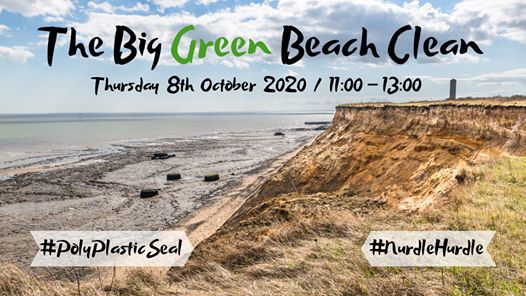 The Big Green Beach Clean
Thursday 8th October 2020 / 11:00 – 13:00
#PolyPlasticSeal
#NurdleHurdle